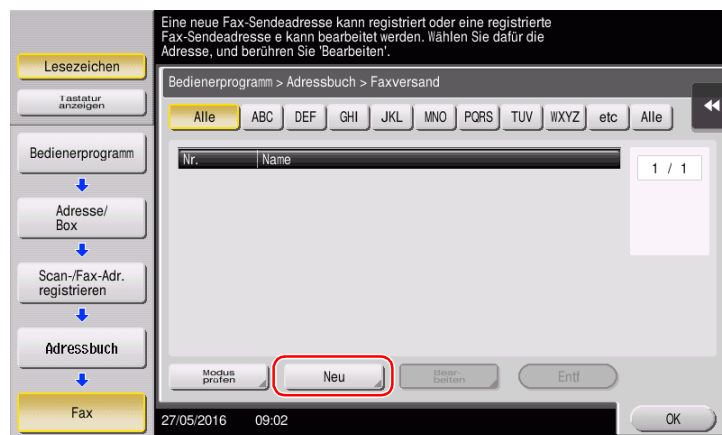 Eine neue Fax-Sendeadresse kann registriert oder eine registrierte
Fax-Sendeadress e kann bearbeitet werden. Wählen Sie dafür die
Adresse, und berühren Sie 'Bearbeiten'.
Lesezeichen
Tastatur
anzeigen
Bedienerprogramm
Adresse/
Box
Scan-/Fax-Adr.
registrieren
Adressbuch
Fax
Bedienerprogramm > Adressbuch > Faxversand
Alle ABC DEF GHI JKL MNO PQRS TUV WXYZ etc Alle
Nr. Name
1 / 1
Modus
prüfen
Neu
Bear-
beiten
Entf
27/05/2016 09:02
OK